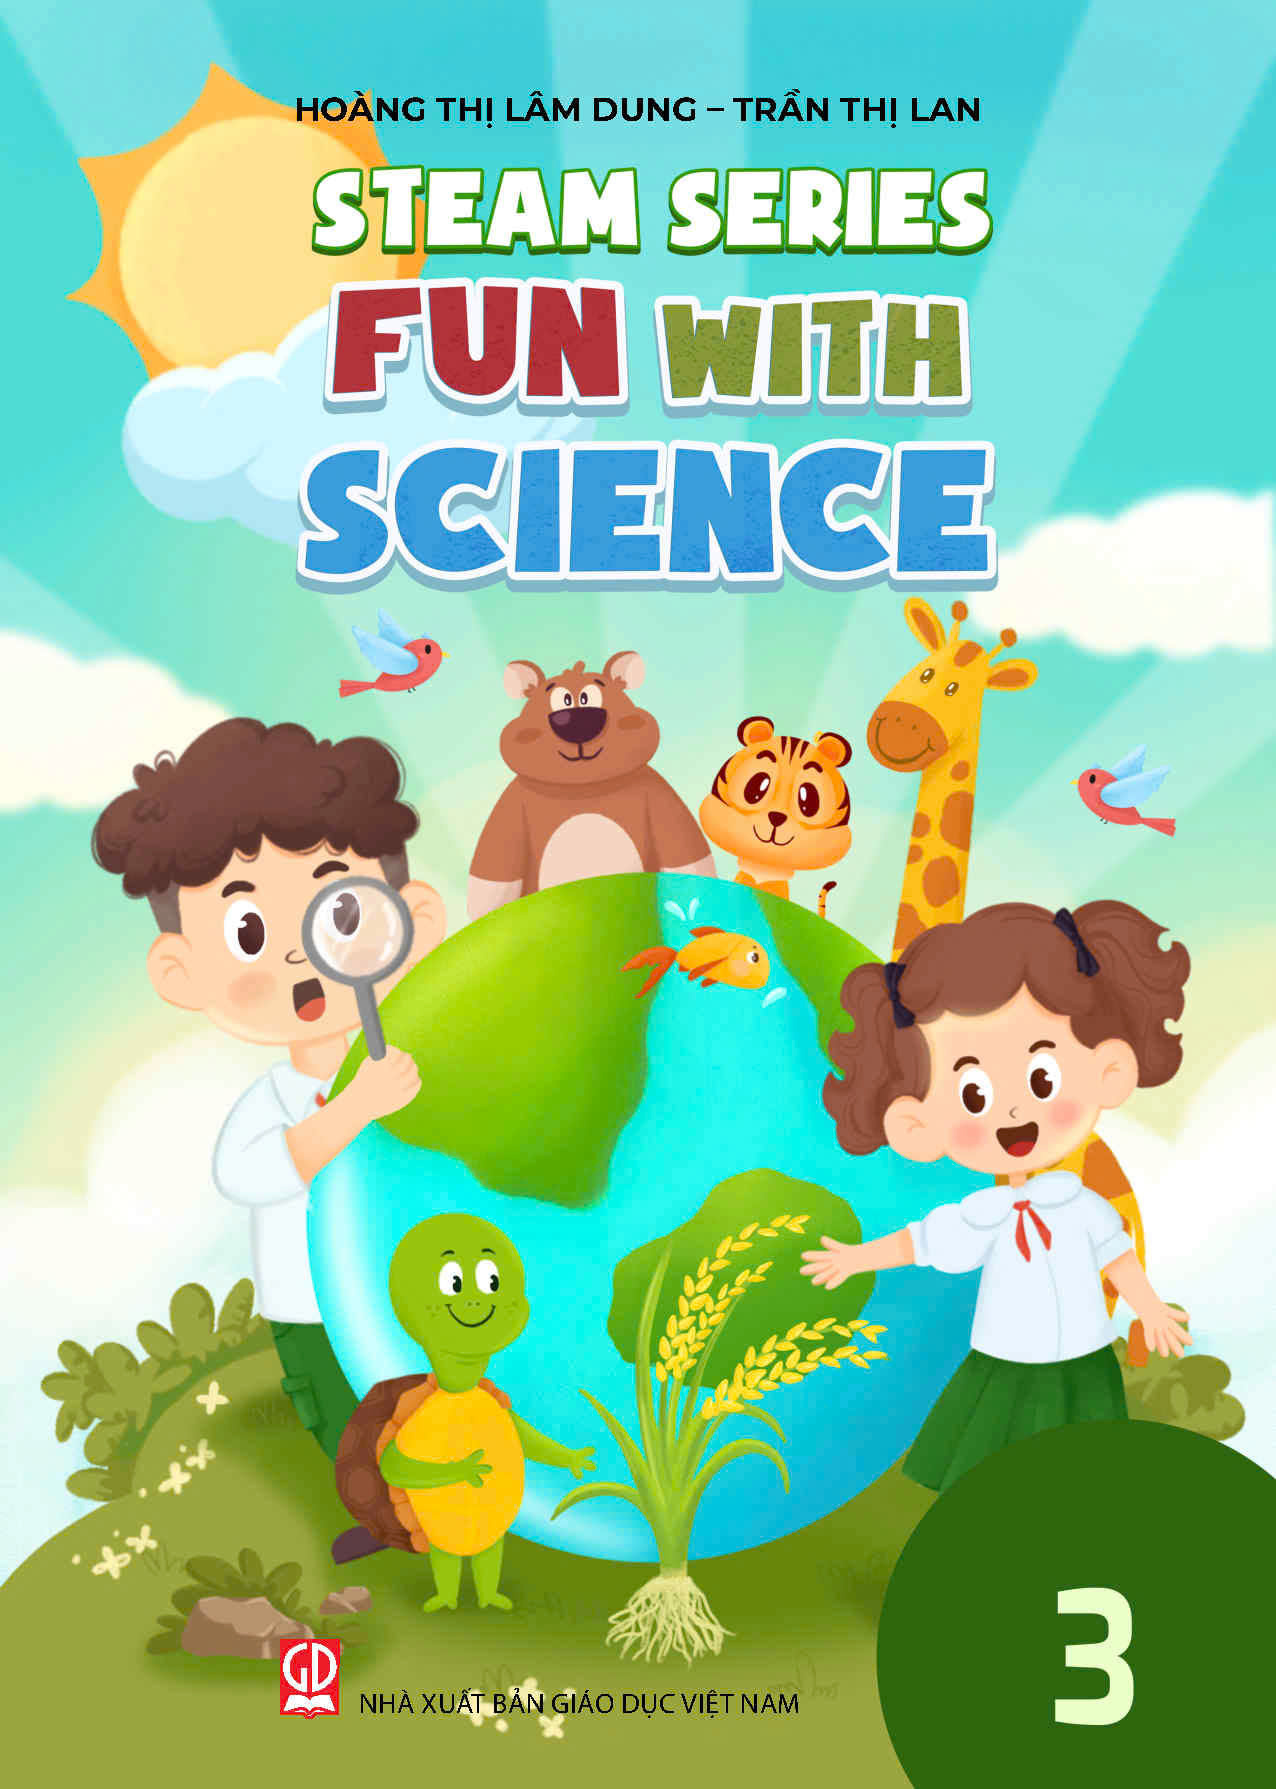 HOÀNG THỊ LÂM DUNG – TRẦN THỊ LAN
STEAM SERIES
FUN WITH
SCIENCE
3
GD
NHÀ XUẤT BẢN GIÁO DỤC VIỆT NAM